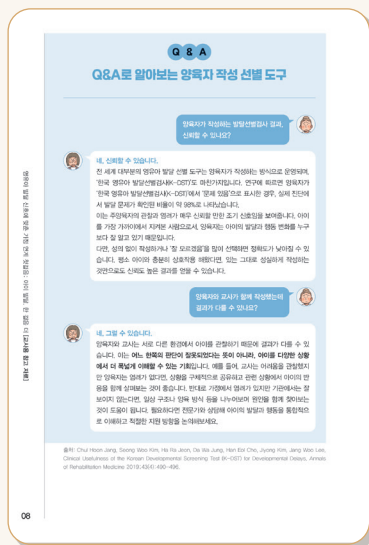 Q & A
Q&A로 알아보는 양육자 작성 선별 도구
양육자가 작성하는 발달선별검사 결과,
신뢰할 수 있나요?
네, 신뢰할 수 있습니다.
전 세계 대부분의 영유아 발달 선별 도구는 양육자가 작성하는 방식으로 운영되며,
'한국 영유아 발달선별검사(K-DST)'도 마찬가지입니다. 연구에 따르면 양육자가
'한국 영유아 발달선별검사(K-DST)'에서 '문제 있음'으로 표시한 경우, 실제 진단에
서 발달 문제가 확인된 비율이 약 98%로 나타났습니다.
이는 주양육자의 관찰과 염려가 매우 신뢰할 만한 조기 신호임을 보여줍니다. 아이
를 가장 가까이에서 지켜본 사람으로서, 양육자는 아이의 발달과 행동 변화를 누구
보다 잘 알고 있기 때문입니다.
다만, 성의 없이 작성하거나 '잘 모르겠음'을 많이 선택하면 정확도가 낮아질 수 있
습니다. 평소 아이와 충분히 상호작용 해왔다면, 있는 그대로 성실하게 작성하는
것만으로도 신뢰도 높은 결과를 얻을 수 있습니다.
양육자와 교사가 함께 작성했는데
결과가 다를 수 있나요?
네, 그럴 수 있습니다.
양육자와 교사는 서로 다른 환경에서 아이를 관찰하기 때문에 결과가 다를 수 있
습니다. 이는 어느 한쪽의 판단이 잘못되었다는 뜻이 아니라, 아이를 다양한 상황
에서 더 폭넓게 이해할 수 있는 기회입니다. 예를 들어, 교사는 어려움을 관찰했지
만 양육자는 염려가 없다면, 상황을 구체적으로 공유하고 관련 상황에서 아이의 반
응을 함께 살펴보는 것이 좋습니다. 반대로 가정에서 염려가 있지만 기관에서는 잘
보이지 않는다면, 일상 구조나 양육 방식 등을 나누어보며 원인을 함께 찾아보는
것이 도움이 됩니다. 필요하다면 전문가와 상담해 아이의 발달과 행동을 통합적으
로 이해하고 적절한 지원 방향을 논의해보세요.
출처: Chul Hoon Jang, Seong Woo Kim, Ha Ra Jeon, Da Wa Jung, Han Eol Cho, Jiyong Kim, Jang Woo Lee,
Clinical Usefulness of the Korean Developmental Screening Test (K-DST) for Developmental Delays, Annals
of Rehabilitation Medicine 2019;43(4):490-496.
08